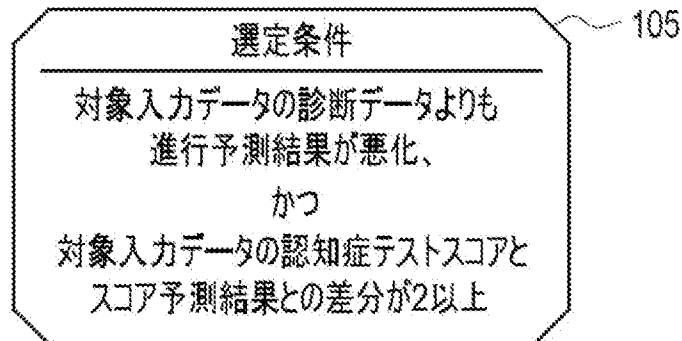 選定条件
105
対象入力データの診断データよりも
進行予測結果が悪化、
かつ
対象入力データの認知症テストスコアと
スコア予測結果との差分が2以上